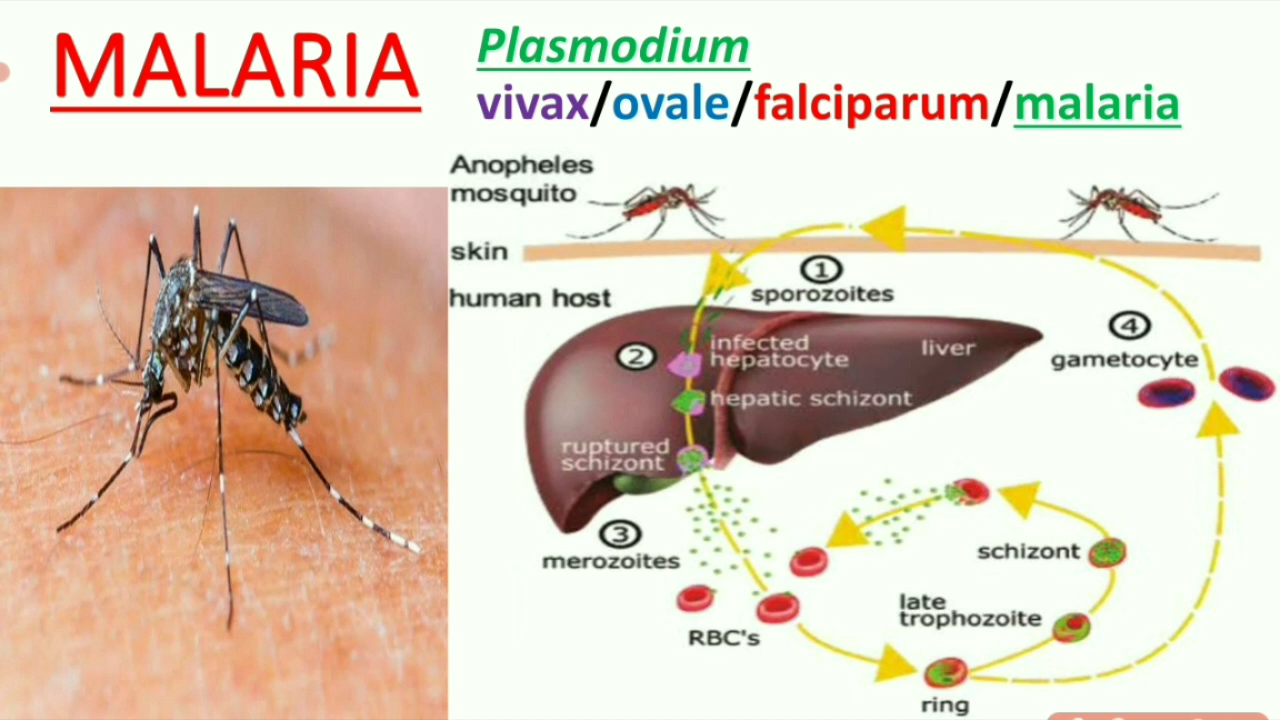 MALARIA
Plasmodium
vivax/ovale/falciparum/malaria
Anopheles
mosquito
skin
human host
1
sporozoites
2
infected
hepatocyte
liver
4
gametocyte
hepatic schizont
ruptured
schizont
3
merozoites
schizont
late
trophozoite
RBC's
ring